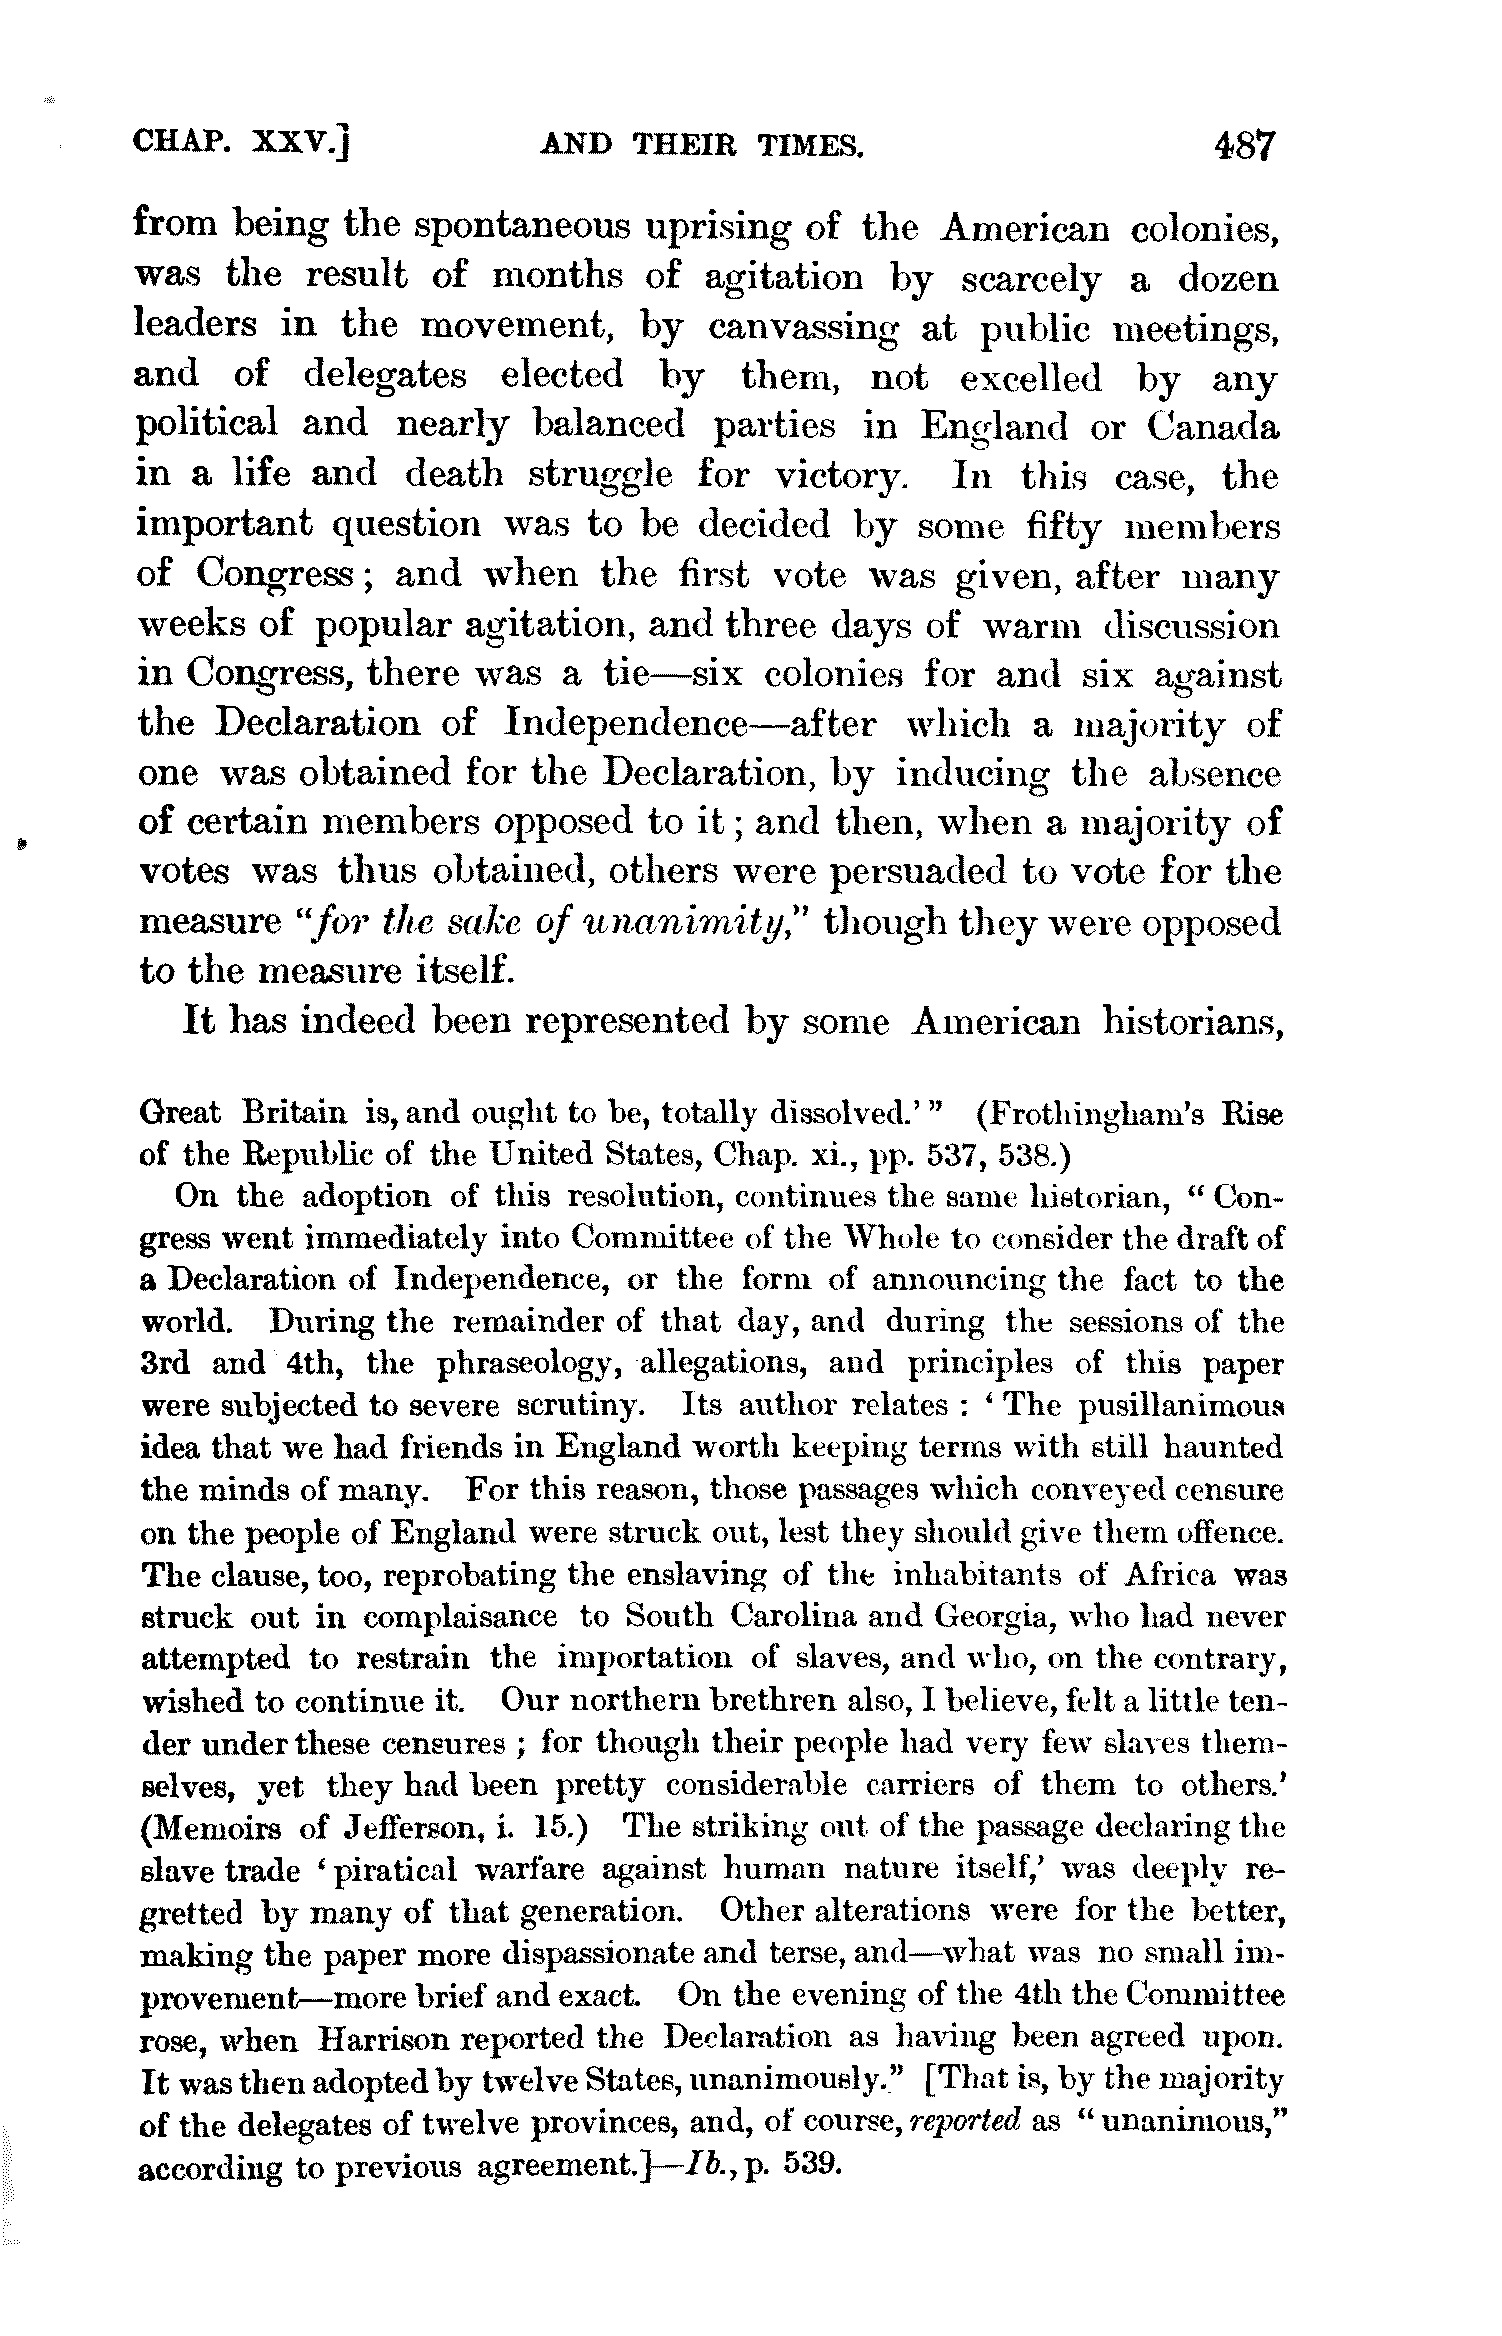 CHAP. XXV.] AND THEIR TIMES. 487
from being the spontaneous uprising of the American colonies,
was the result of months of agitation by scarcely a dozen
leaders in the movement, by canvassing at public meetings,
and of delegates elected by them, not excelled by any
political and nearly balanced parties in England or Canada
in a life and death struggle for victory. In this case, the
important question was to be decided by some fifty members
of Congress; and when the first vote was given, after many
weeks of popular agitation, and three days of warm discussion
in Congress, there was a tie—six colonies for and six against
the Declaration of Independence—after which a majority of
one was obtained for the Declaration, by inducing the absence
of certain members opposed to it; and then, when a majority of
votes was thus obtained, others were persuaded to vote for the
measure "for the sake of unanimity," though they were opposed
to the measure itself.
It has indeed been represented by some American historians,
Great Britain is, and ought to be, totally dissolved.'" (Frothingham's Rise
of the Republic of the United States, Chap. xi., pp. 537, 538.)
On the adoption of this resolution, continues the same historian, "Con-
gress went immediately into Committee of the Whole to consider the draft of
a Declaration of Independence, or the form of announcing the fact to the
world. During the remainder of that day, and during the sessions of the
3rd and 4th, the phraseology, allegations, and principles of this paper
were subjected to severe scrutiny. Its author relates: 'The pusillanimous
idea that we had friends in England worth keeping terms with still haunted
the minds of many. For this reason, those passages which conveyed censure
on the people of England were struck out, lest they should give them offence.
The clause, too, reprobating the enslaving of the inhabitants of Africa was
struck out in complaisance to South Carolina and Georgia, who had never
attempted to restrain the importation of slaves, and who, on the contrary,
wished to continue it. Our northern brethren also, I believe, felt a little ten-
der under these censures; for though their people had very few slaves them-
selves, yet they had been pretty considerable carriers of them to others.'
(Memoirs of Jefferson, i. 15.) The striking out of the passage declaring the
slave trade 'piratical warfare against human nature itself,' was deeply re-
gretted by many of that generation. Other alterations were for the better,
making the paper more dispassionate and terse, and—what was no small im-
provement—more brief and exact. On the evening of the 4th the Committee
rose, when Harrison reported the Declaration as having been agreed upon.
It was then adopted by twelve States, unanimously." [That is, by the majority
of the delegates of twelve provinces, and, of course, reported as "unanimous,"
according to previous agreement.]—Ib., p. 539.